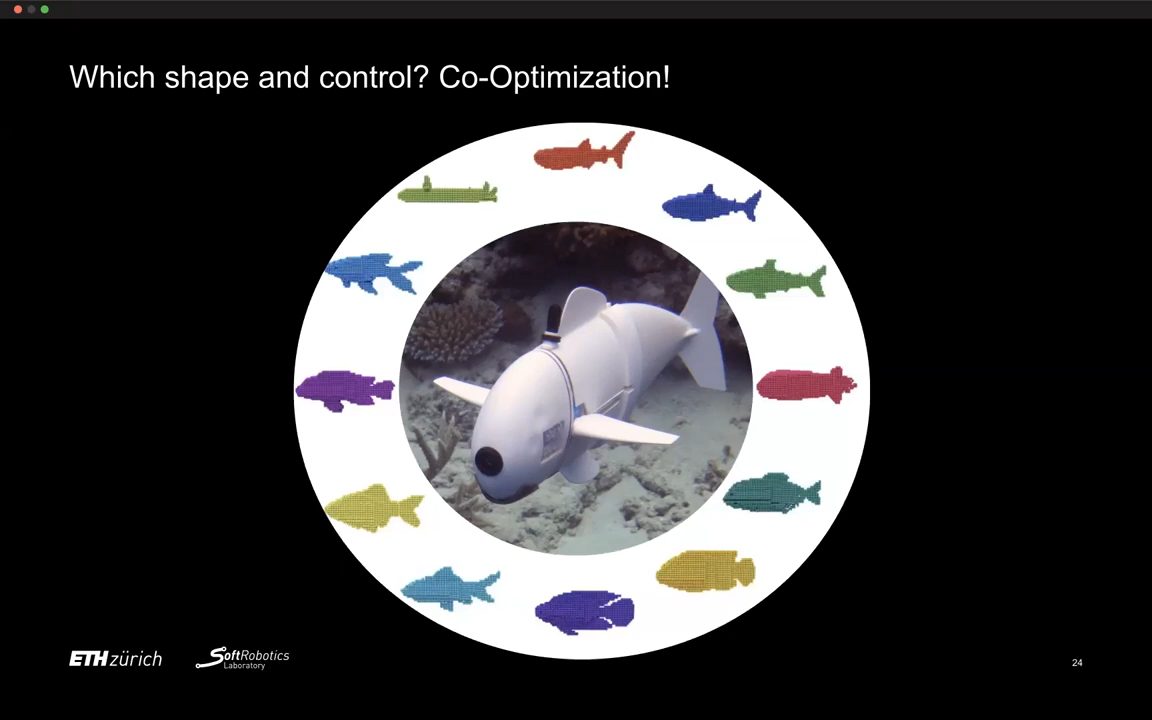 Which shape and control? Co-Optimization!
ETH zürich
SoftRobotics
Laboratory
24